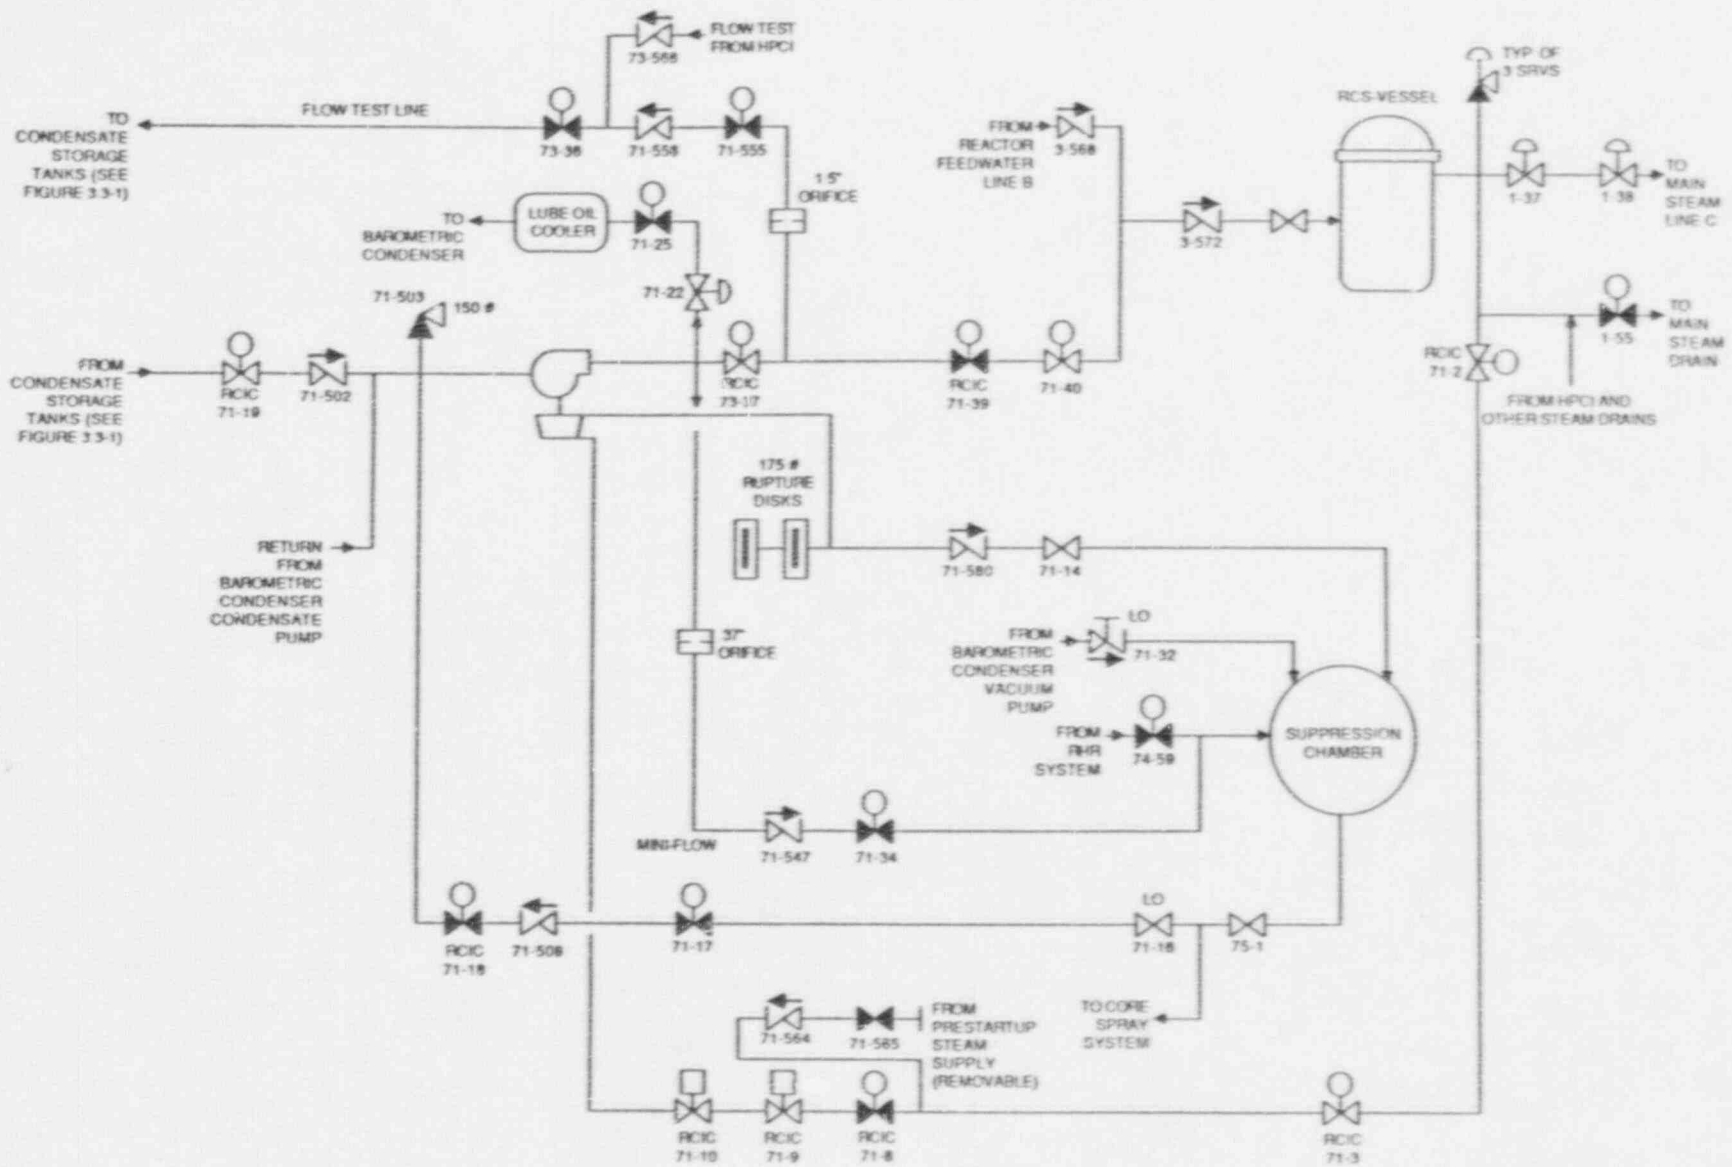 FLOW TEST
FROM HPCI
73-568
TYP. OF
3 SRVS
RCS-VESSEL
FLOW TEST LINE
TO
CONDENSATE
STORAGE
TANKS (SEE
FIGURE 3.3-1)
73-36
71-558
71-555
FROM
REACTOR
FEEDWATER
LINE B
3-568
1.5"
ORIFICE
TO
MAIN
STEAM
LINE C
1-37
1-38
LUBE OIL
COOLER
TO
BAROMETRIC
CONDENSER
71-25
3-572
71-22
71-503
150 #
TO
MAIN
STEAM
DRAIN
1-55
RCIC
71-2
FROM
CONDENSATE
STORAGE
TANKS (SEE
FIGURE 3.3-1)
RCIC
71-19
71-502
RCIC
RCIC
71-39
71-40
FROM HPCI AND
OTHER STEAM DRAINS
175 #
RUPTURE
DISKS
RETURN
FROM
BAROMETRIC
CONDENSER
CONDENSATE
PUMP
71-580
71-14
ORIFICE
LO
71-32
FROM
BAROMETRIC
CONDENSER
VACUUM
PUMP
FROM
RHR
SYSTEM
74-59
SUPPRESSION
CHAMBER
MINI-FLOW
71-547
71-34
RCIC
71-18
71-17
LO
71-16
75-1
TO CORE
SPRAY
SYSTEM
71-564
71-565
FROM
PRESTARTUP
STEAM
SUPPLY
(REMOVABLE)
RCIC
71-10
RCIC
71-9
RCIC
71-8
RCIC
71-3